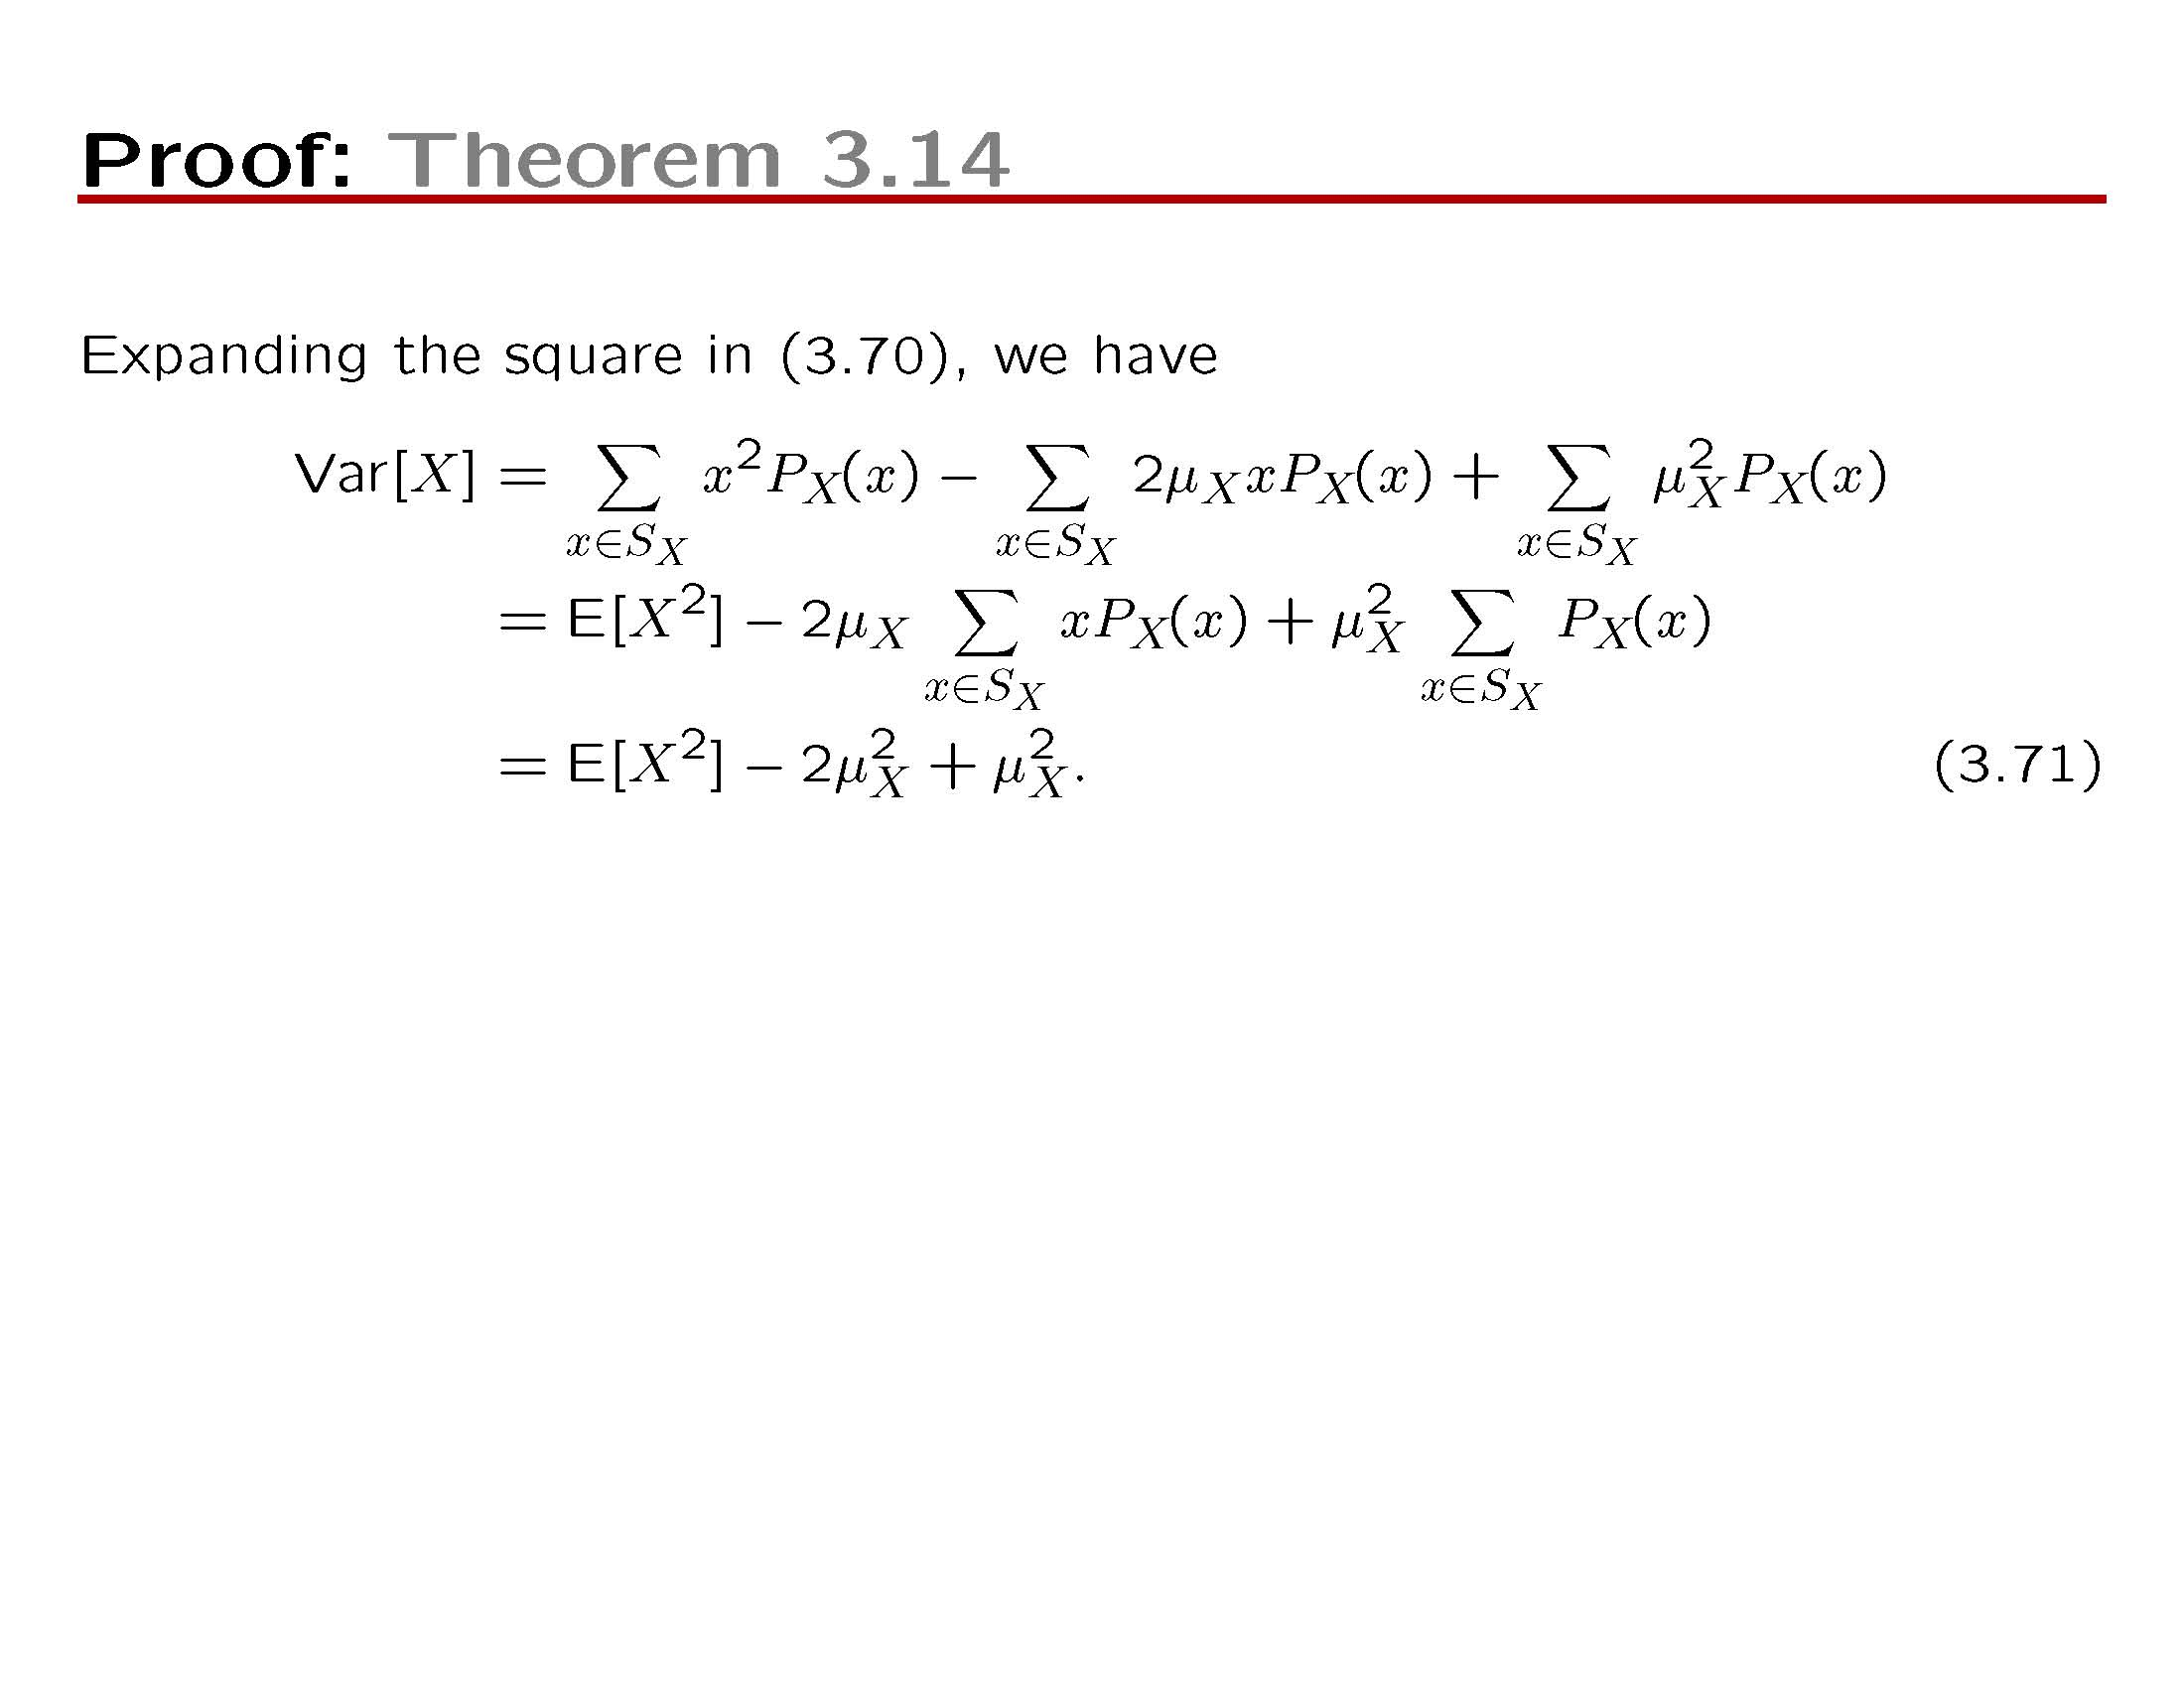 Proof: Theorem 3.14
Expanding the square in (3.70), we have
Var[X] = ∑_{x∈S_X} x²P_X(x) − ∑_{x∈S_X} 2μ_X xP_X(x) + ∑_{x∈S_X} μ_X² P_X(x)
= E[X²] − 2μ_X ∑_{x∈S_X} xP_X(x) + μ_X² ∑_{x∈S_X} P_X(x)
= E[X²] − 2μ_X² + μ_X². (3.71)